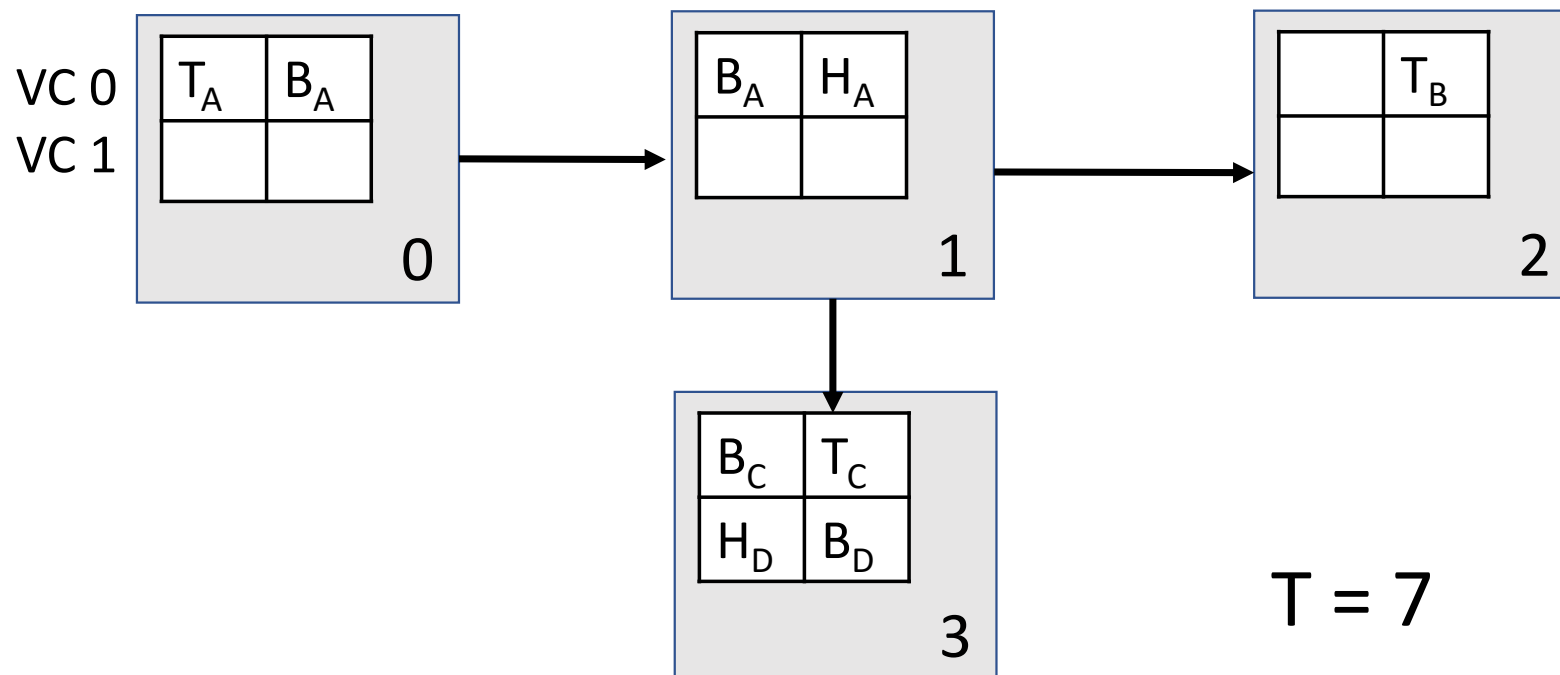 VC 0
VC 1
T_A B_A
0
B_A H_A
1
T_B
2
B_C T_C
H_D B_D
3
T = 7